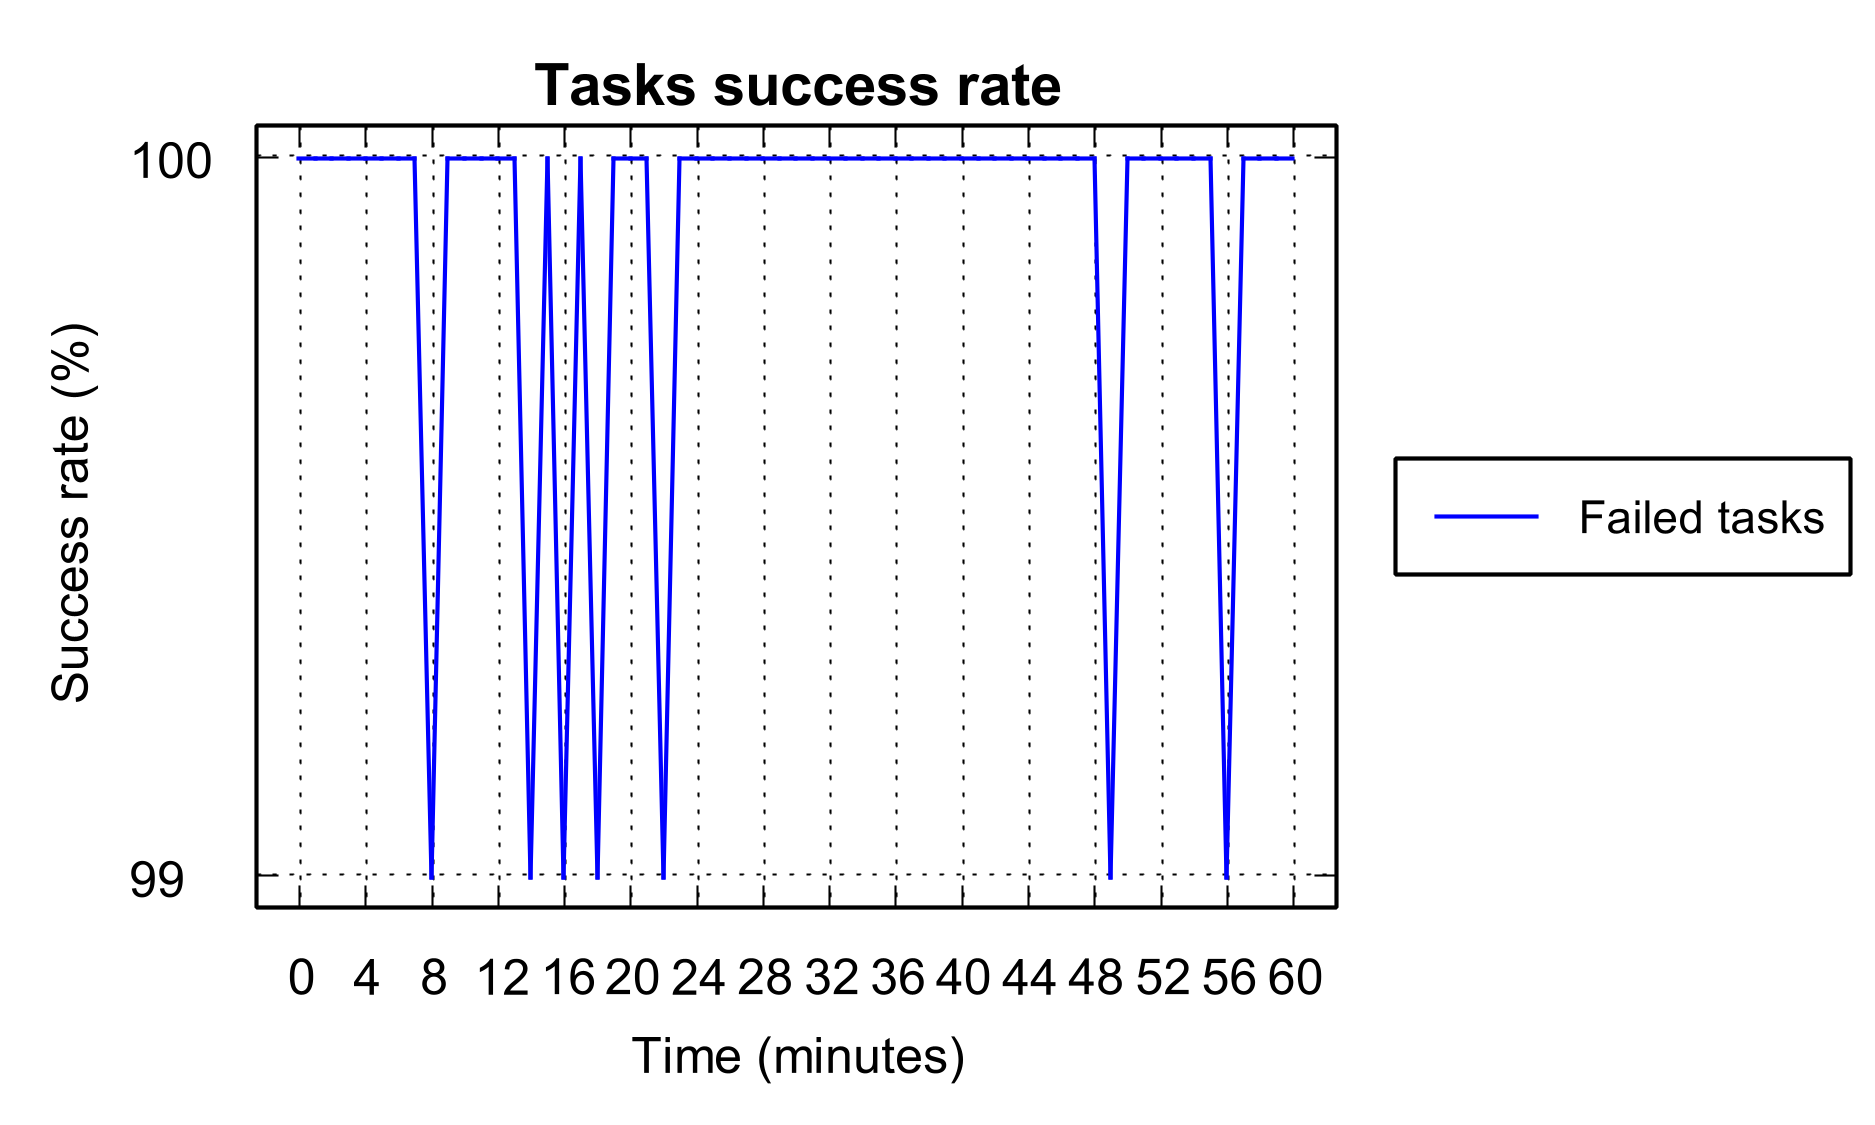 Tasks success rate
100
99
Success rate (%)
0 4 8 12 16 20 24 28 32 36 40 44 48 52 56 60
Time (minutes)
Failed tasks